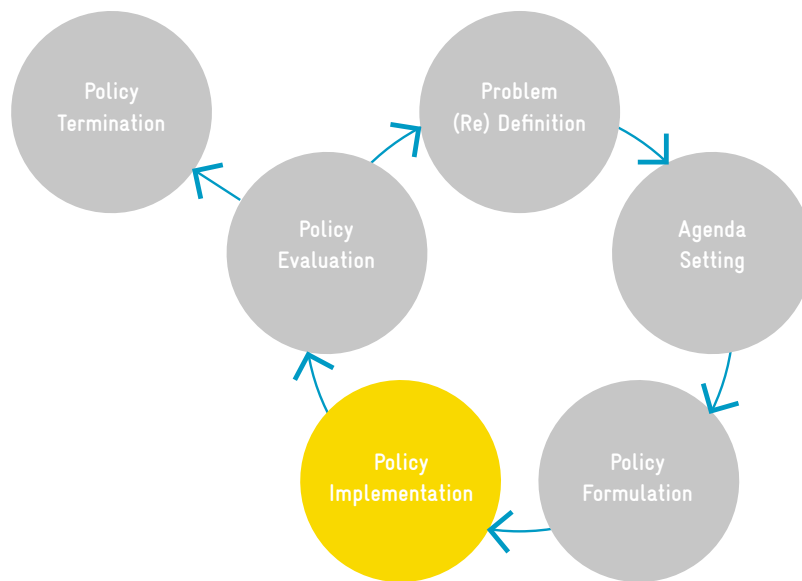 Policy
Termination
Problem
(Re) Definition
Policy
Evaluation
Agenda
Setting
Policy
Implementation
Policy
Formulation